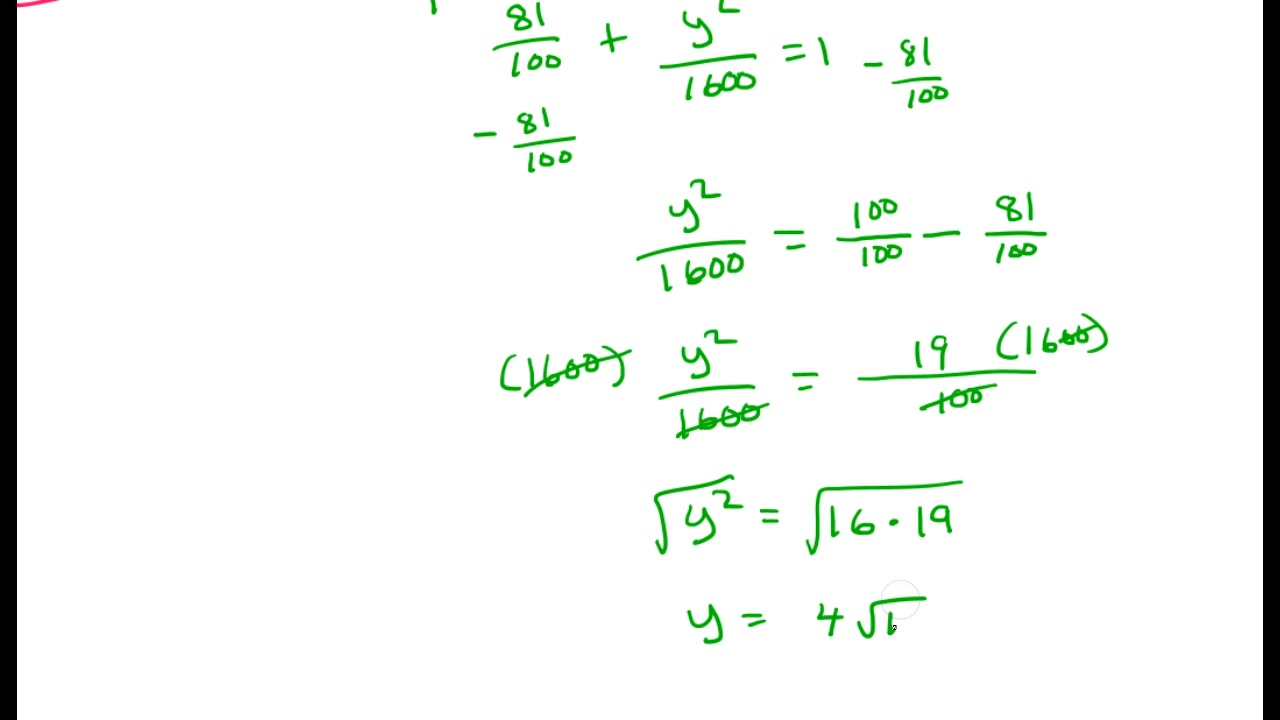 81/100 + y²/1600 = 1 - 81/100
- 81/100
y²/1600 = 100/100 - 81/100
(1600) y²/1600 = 19 (1600)/100
√y² = √16 · 19
y = 4 √1